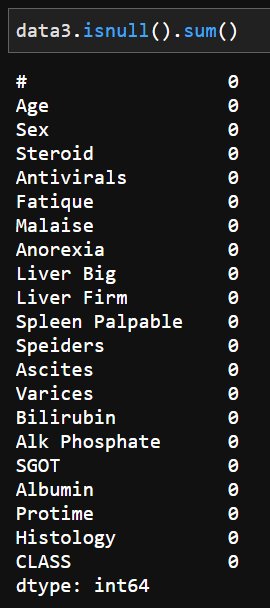 data3.isnull().sum()
# 0
Age 0
Sex 0
Steroid 0
Antivirals 0
Fatique 0
Malaise 0
Anorexia 0
Liver Big 0
Liver Firm 0
Spleen Palpable 0
Speiders 0
Ascites 0
Varices 0
Bilirubin 0
Alk Phosphate 0
SGOT 0
Albumin 0
Protime 0
Histology 0
CLASS 0
dtype: int64